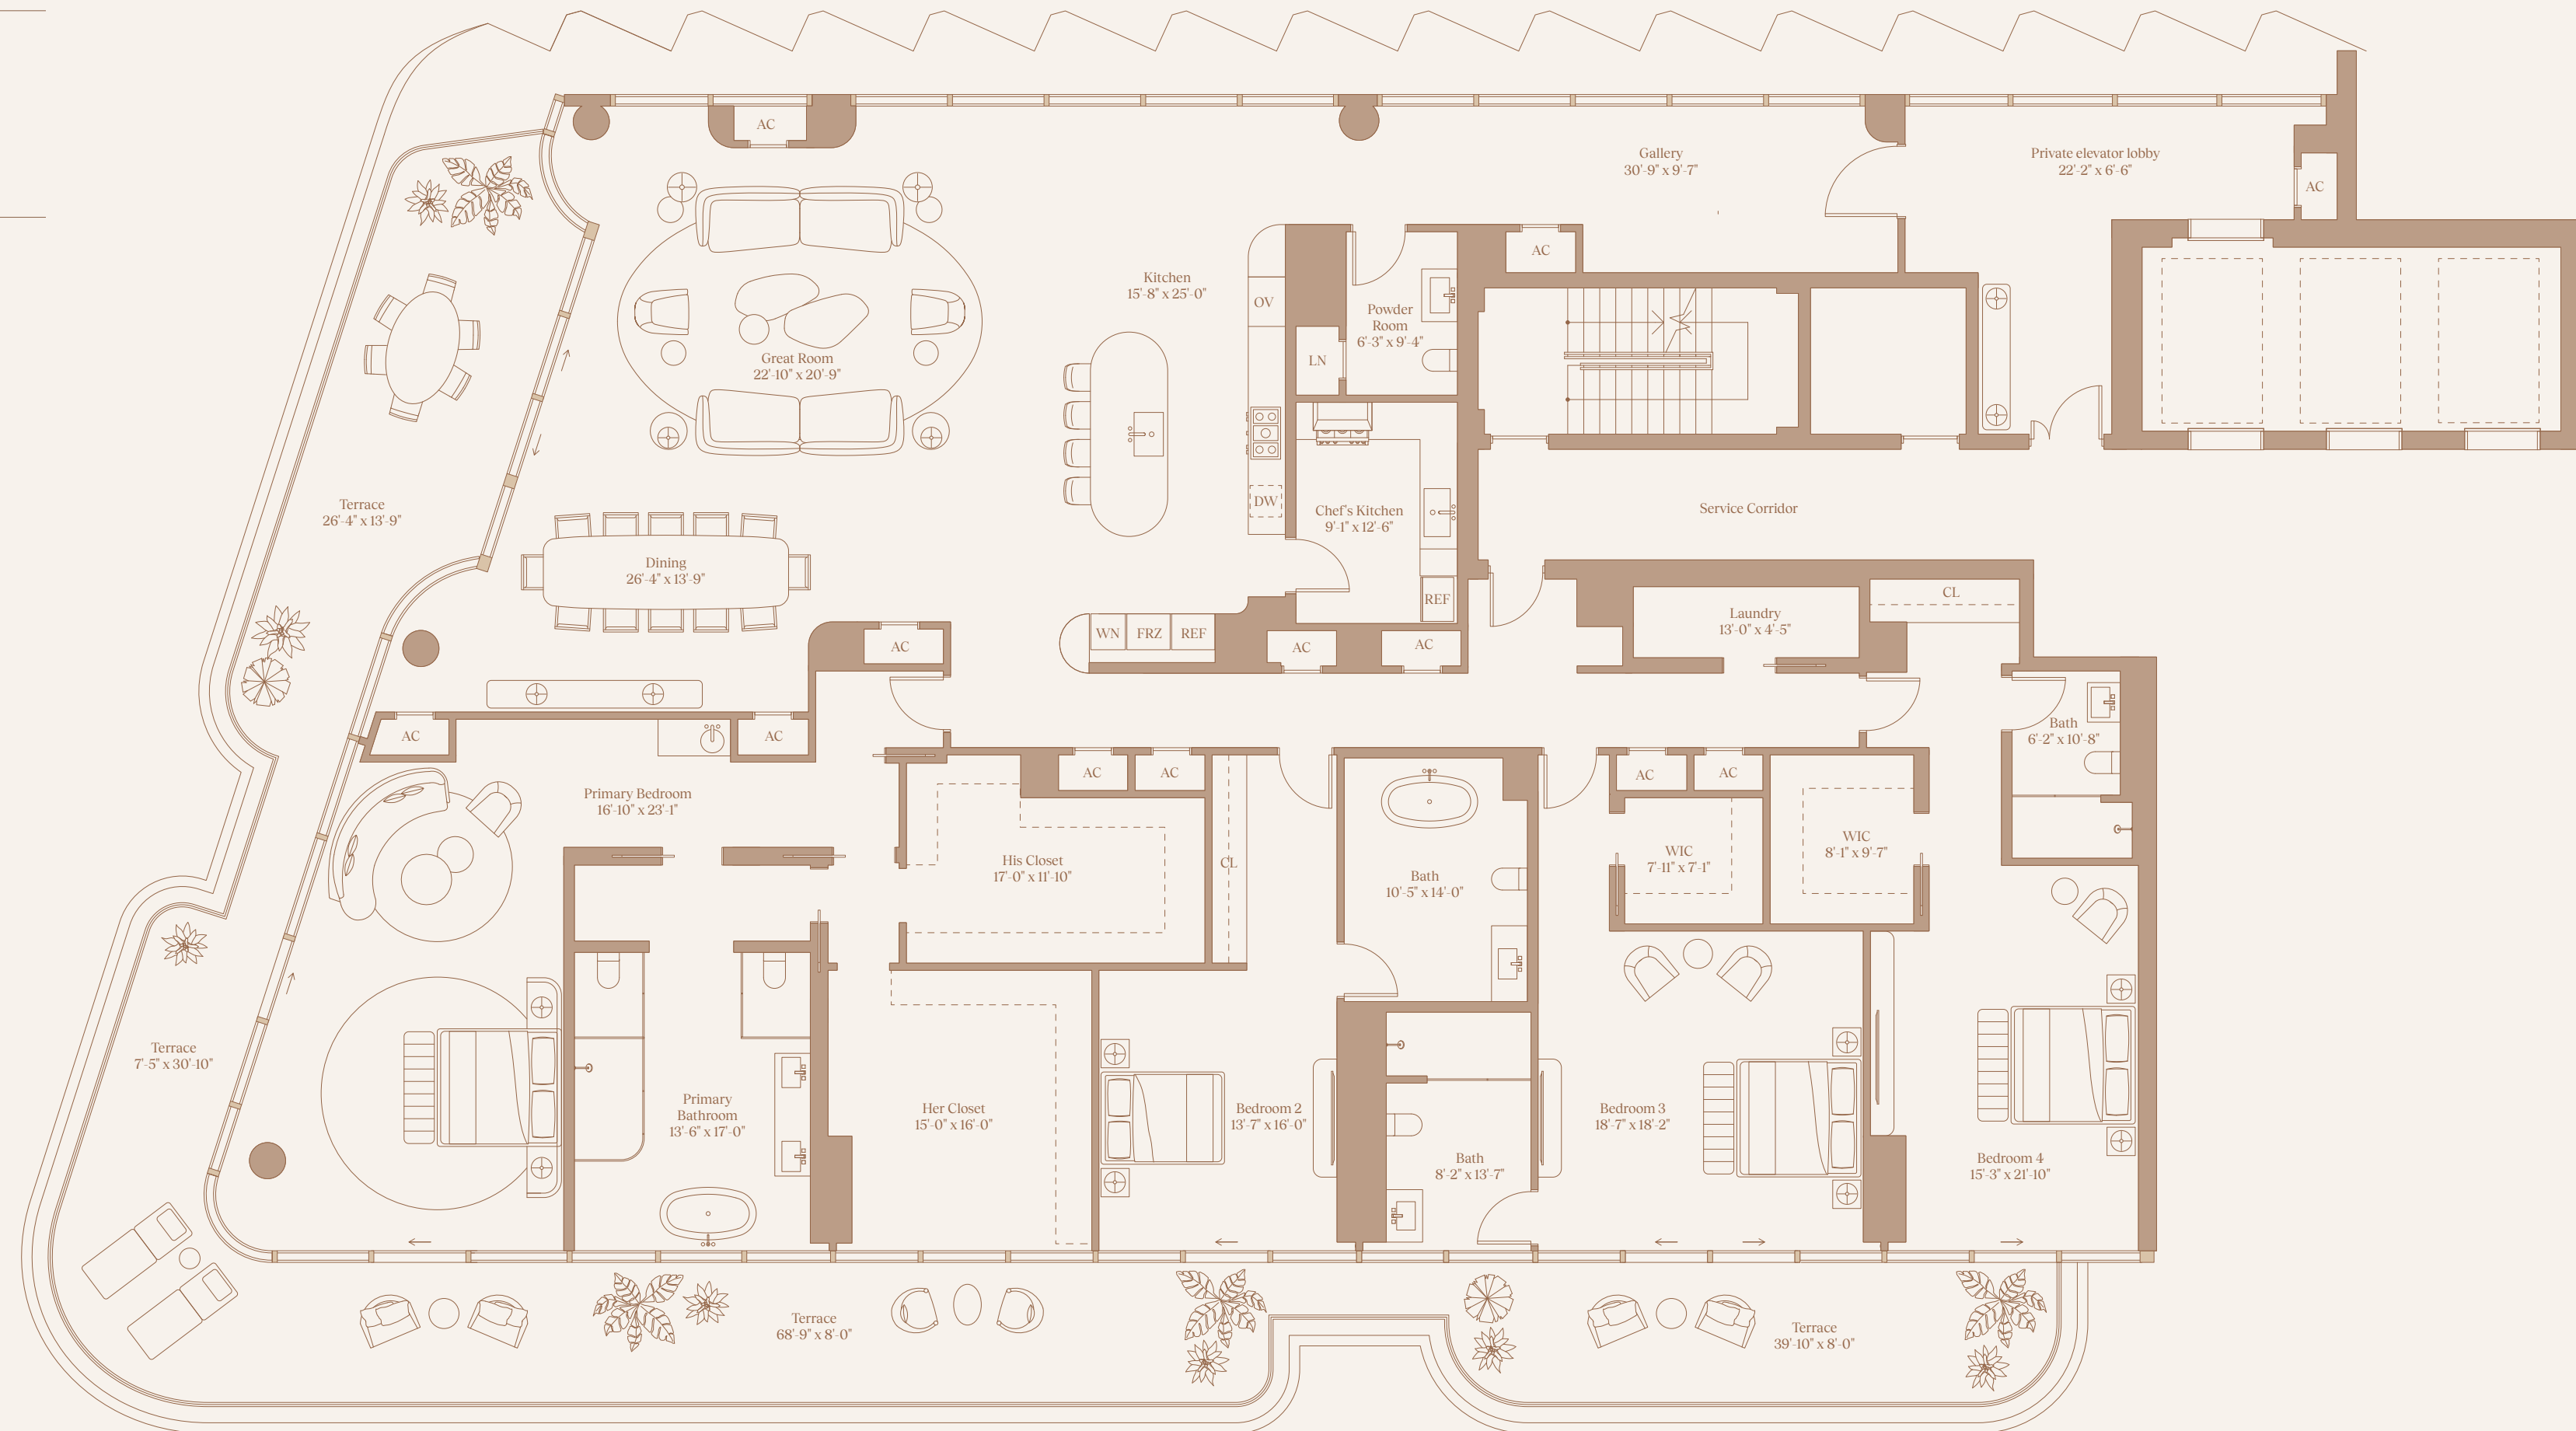 AC
Gallery
30'-9" x 9'-7"
Private elevator lobby
22'-2" x 6'-6"
AC
AC
Kitchen
15'-8" x 25'-0"
OV
Powder
Room
6'-3" x 9'-4"
LN
Great Room
22'-10" x 20'-9"
Terrace
26'-4" x 13'-9"
DW
Chef's Kitchen
9'-1" x 12'-6"
Service Corridor
Dining
26'-4" x 13'-9"
REF
CL
Laundry
13'-0" x 4'-5"
WN
FRZ
REF
AC
AC
AC
AC
AC
Bath
6'-2" x 10'-8"
Primary Bedroom
16'-10" x 23'-1"
AC
AC
AC
AC
His Closet
17'-0" x 11'-10"
CL
Bath
10'-5" x 14'-0"
WIC
7'-11" x 7'-1"
WIC
8'-1" x 9'-7"
Terrace
7'-5" x 30'-10"
Primary
Bathroom
13'-6" x 17'-0"
Her Closet
15'-0" x 16'-0"
Bedroom 2
13'-7" x 16'-0"
Bath
8'-2" x 13'-7"
Bedroom 3
18'-7" x 18'-2"
Bedroom 4
15'-3" x 21'-10"
Terrace
68'-9" x 8'-0"
Terrace
39'-10" x 8'-0"